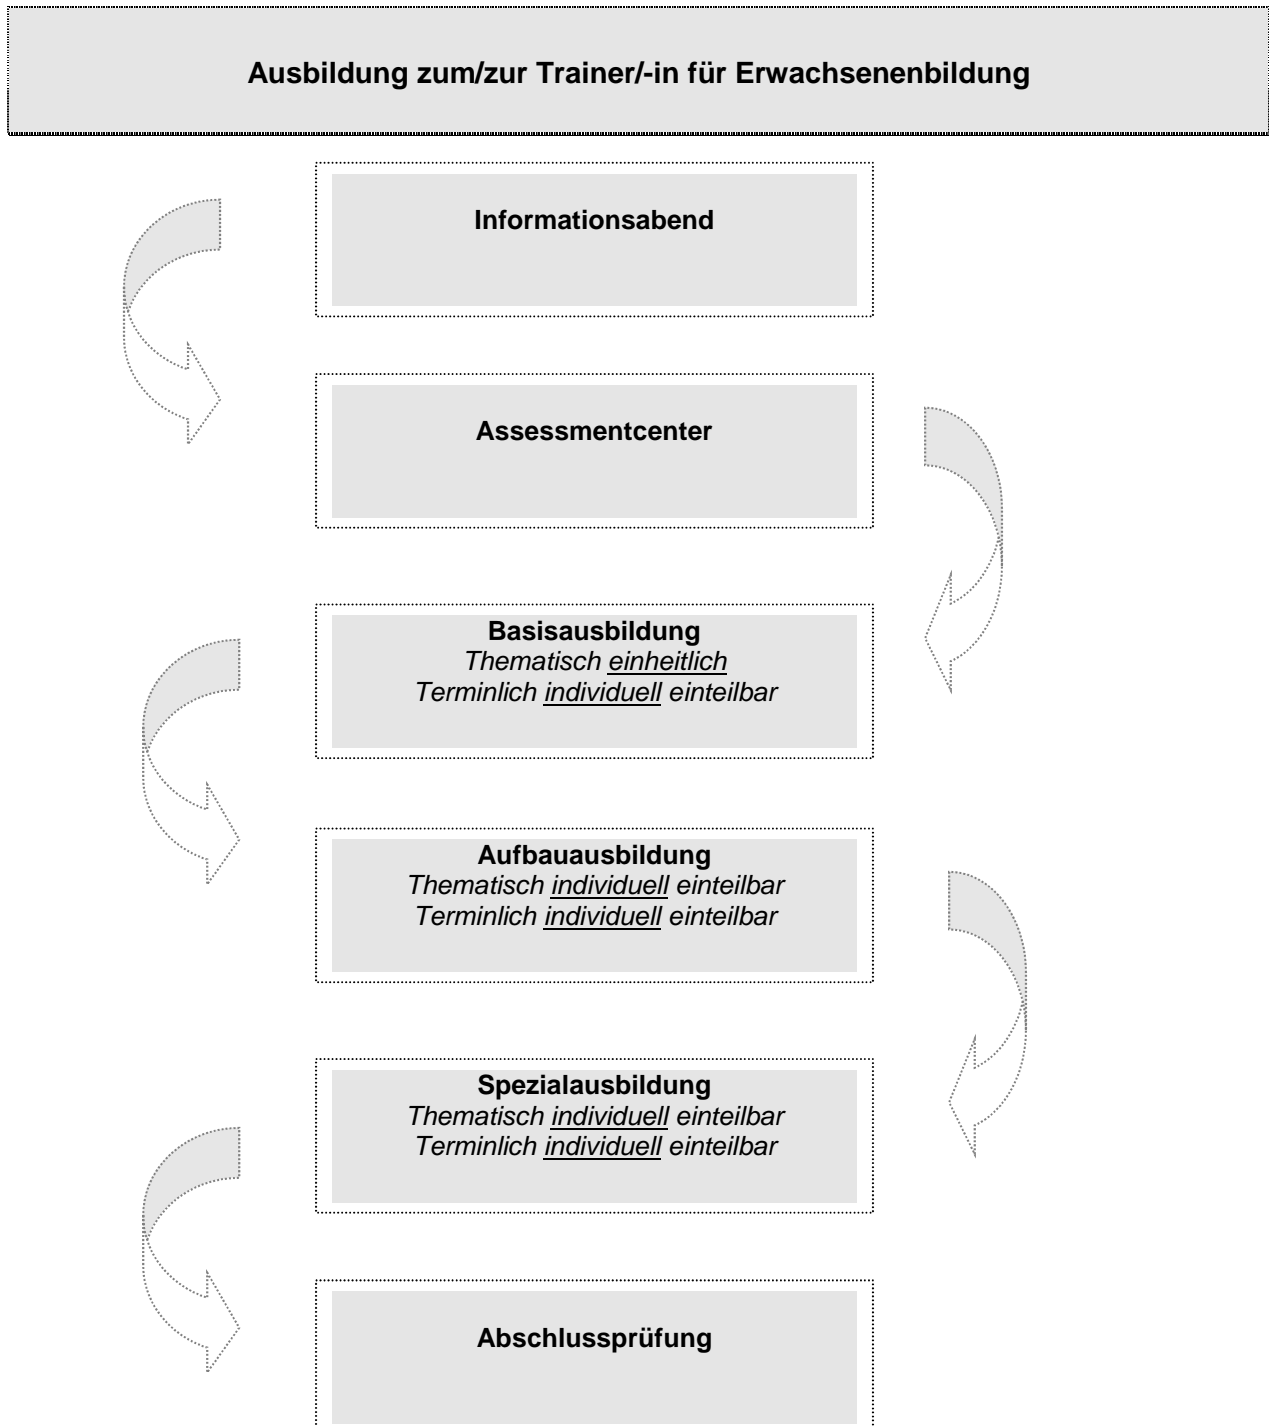 Ausbildung zum/zur Trainer/-in für Erwachsenenbildung
Informationsabend
Assessmentcenter
Basisausbildung
Thematisch einheitlich
Terminlich individuell einteilbar
Aufbauausbildung
Thematisch individuell einteilbar
Terminlich individuell einteilbar
Spezialausbildung
Thematisch individuell einteilbar
Terminlich individuell einteilbar
Abschlussprüfung